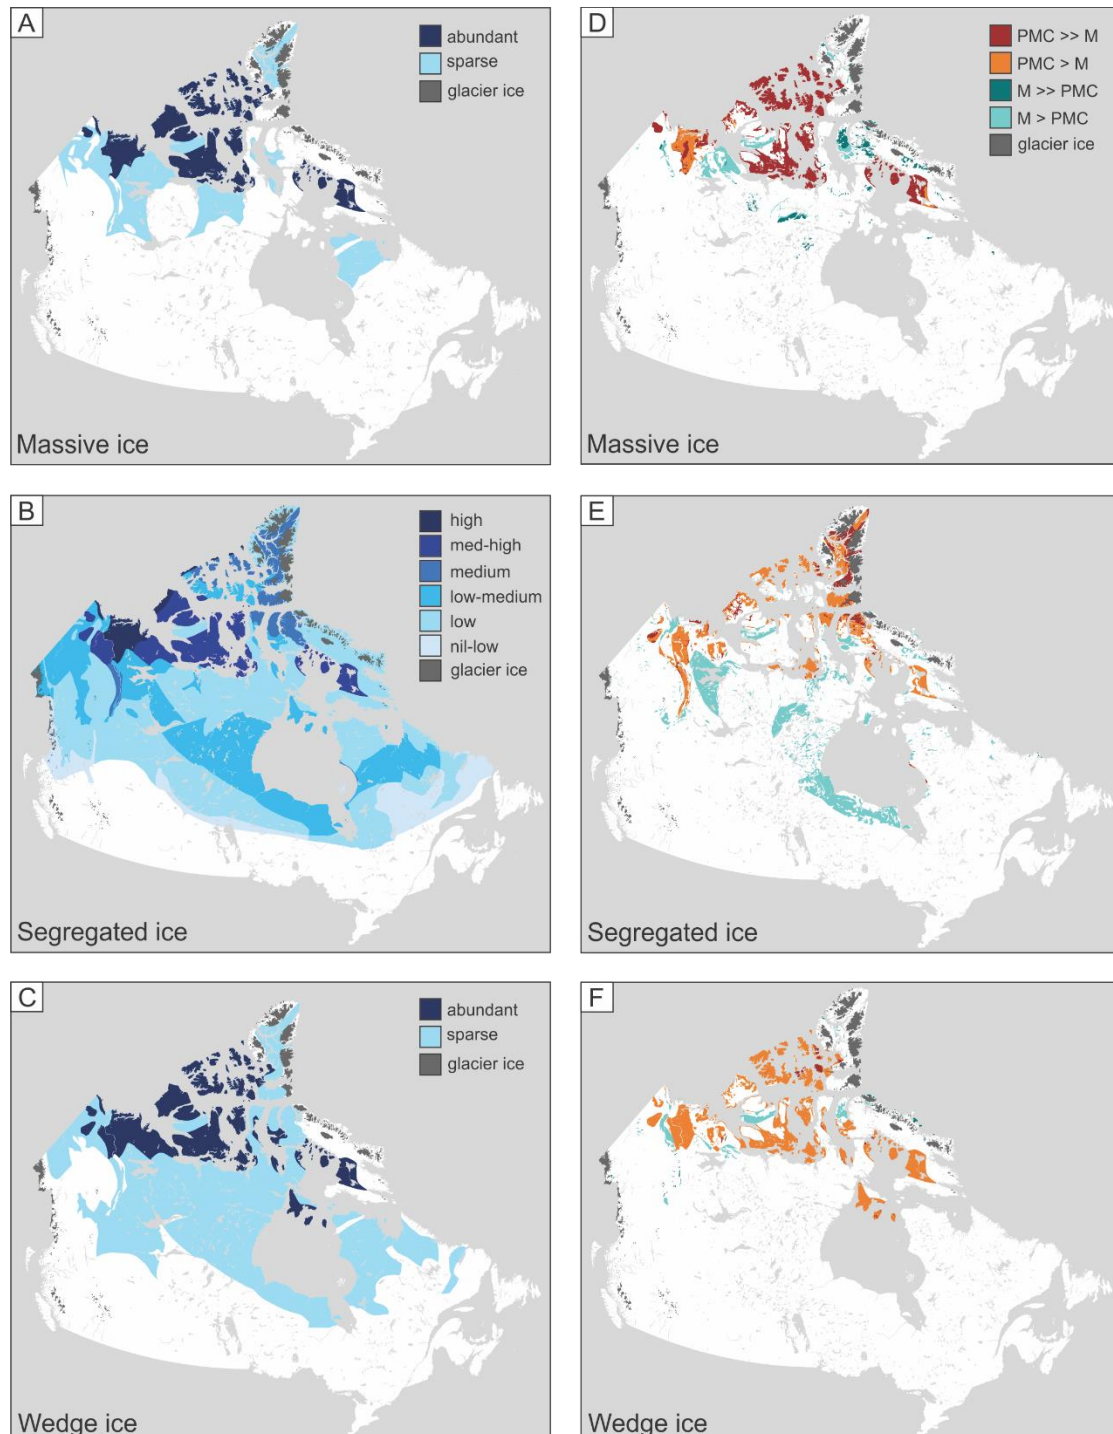 A
abundant
sparse
glacier ice
Massive ice
D
PMC >> M
PMC > M
M >> PMC
M > PMC
glacier ice
Massive ice
B
high
med-high
medium
low-medium
low
nil-low
glacier ice
Segregated ice
E
Segregated ice
C
abundant
sparse
glacier ice
Wedge ice
F
Wedge ice